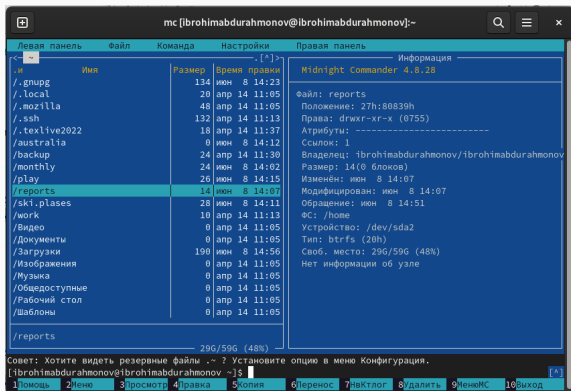 mc [ibrohimabdurahmonov@ibrohimabdurahmonov]:~
Левая панель Файл Команда Настройки Правая панель
<─ ~ .[^]>
.и Имя Размер Время правки
/.gnupg 134 июн 8 14:23
/.local 20 апр 14 11:05
/.mozilla 48 апр 14 11:05
/.ssh 132 апр 14 11:13
/.texlive2022 18 апр 14 11:37
/australia 0 июн 8 14:12
/backup 24 апр 14 11:30
/monthly 24 июн 8 14:02
/play 26 июн 8 14:15
/reports 14 июн 8 14:07
/ski.plases 28 июн 8 14:11
/work 10 апр 14 11:13
/Видео 0 апр 14 11:05
/Документы 0 апр 14 11:05
/Загрузки 190 июн 8 14:56
/Изображения 0 апр 14 11:05
/Музыка 0 апр 14 11:05
/Общедоступные 0 апр 14 11:05
/Рабочий стол 0 апр 14 11:05
/Шаблоны 0 апр 14 11:05
/reports
29G/59G (48%)
Информация
Midnight Commander 4.8.28
Файл: reports
Положение: 27h:80839h
Права: drwxr-xr-x (0755)
Атрибуты: ------------------------
Ссылок: 1
Владелец: ibrohimabdurahmonov/ibrohimabdurahmonov
Размер: 14(0 блоков)
Изменён: июн 8 14:07
Модифицирован: июн 8 14:07
Обращение: июн 8 14:51
ФС: /home
Устройство: /dev/sda2
Тип: btrfs (20h)
Своб. место: 29G/59G (48%)
Нет информации об узле
Совет: Хотите видеть резервные файлы .~ ? Установите опцию в меню Конфигурация.
[ibrohimabdurahmonov@ibrohimabdurahmonov ~]$ [^]
1Помощь 2Меню 3Просмотр 4Правка 5Копия 6Перенос 7НвКтлог 8Удалить 9МенюMC 10Выход